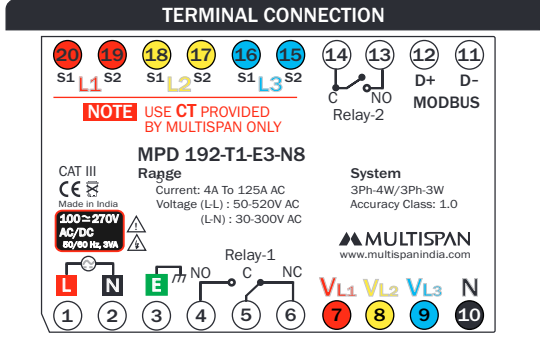 TERMINAL CONNECTION
20 19 18 17 16 15 14 13 12 11
S1 L1 S2 S1 L2 S2 S1 L3 S2 C NO D+ D-
Relay-2 MODBUS
NOTE USE CT PROVIDED
BY MULTISPAN ONLY
MPD 192-T1-E3-N8
CAT III
CE
Made in India
100≃270V
AC/DC
50/60 Hz, 3VA
Range
Current: 4A To 125A AC
Voltage (L-L) : 50-520V AC
(L-N) : 30-300V AC
System
3Ph-4W/3Ph-3W
Accuracy Class: 1.0
MULTISPAN
www.multispanindia.com
Relay-1
L N E NO C NC VL1 VL2 VL3 N
1 2 3 4 5 6 7 8 9 10